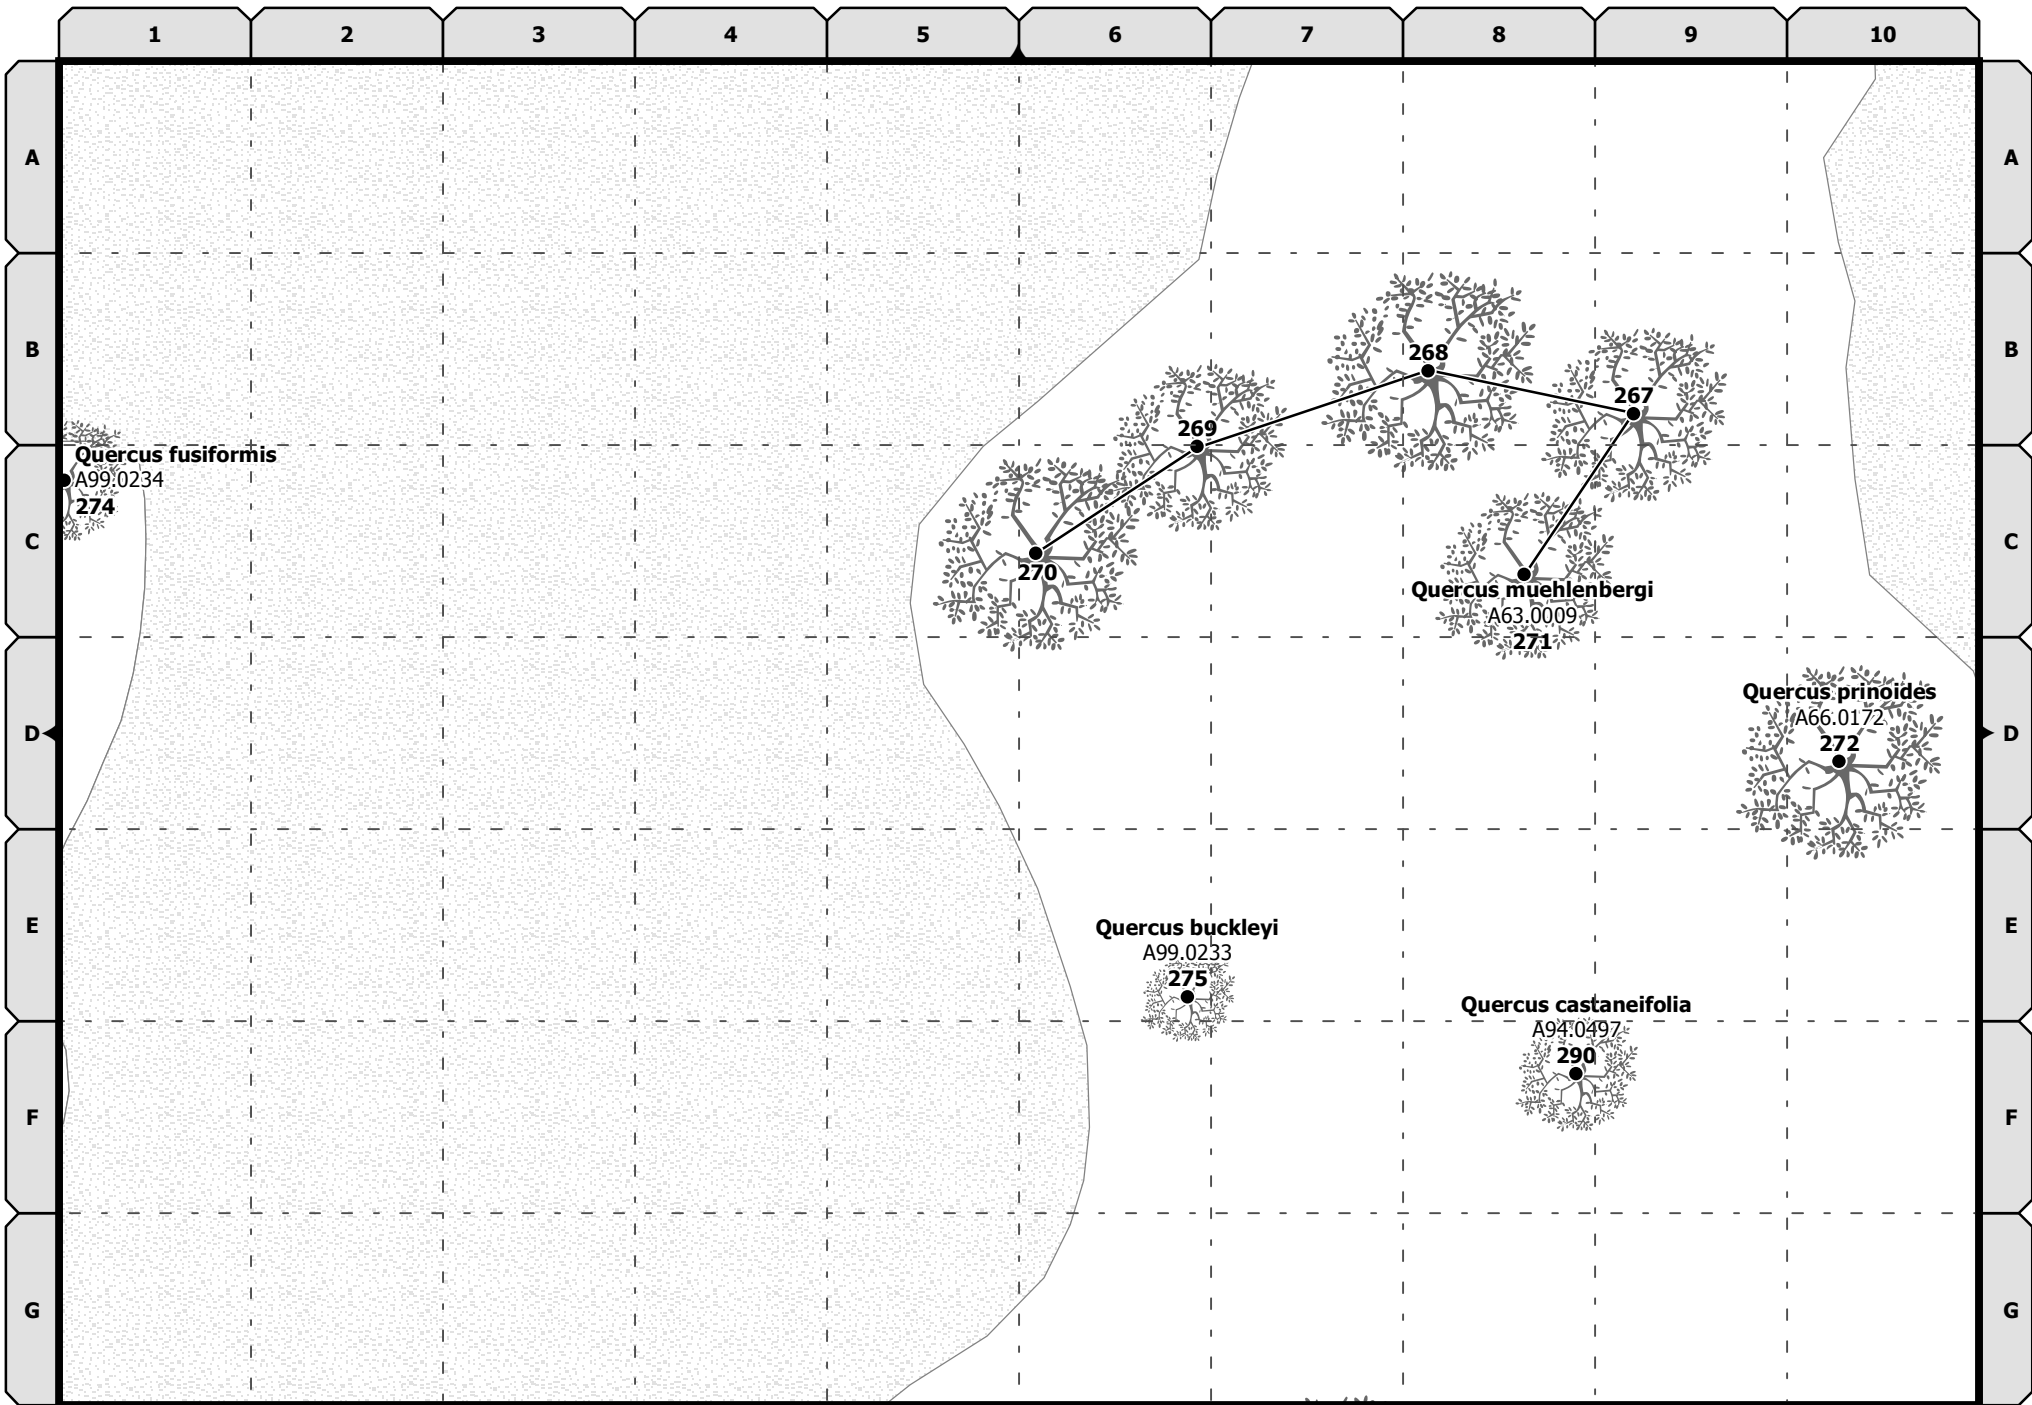 1 2 3 4 5 6 7 8 9 10
A A
B B
268
267
269
Quercus fusiformis
A99.0234
274
C C
270
Quercus muehlenbergi
A63.0009
271
Quercus prinoides
A66.0172
D D
272
E E
Quercus buckleyi
A99.0233
275
Quercus castaneifolia
A94.0497
290
F F
G G